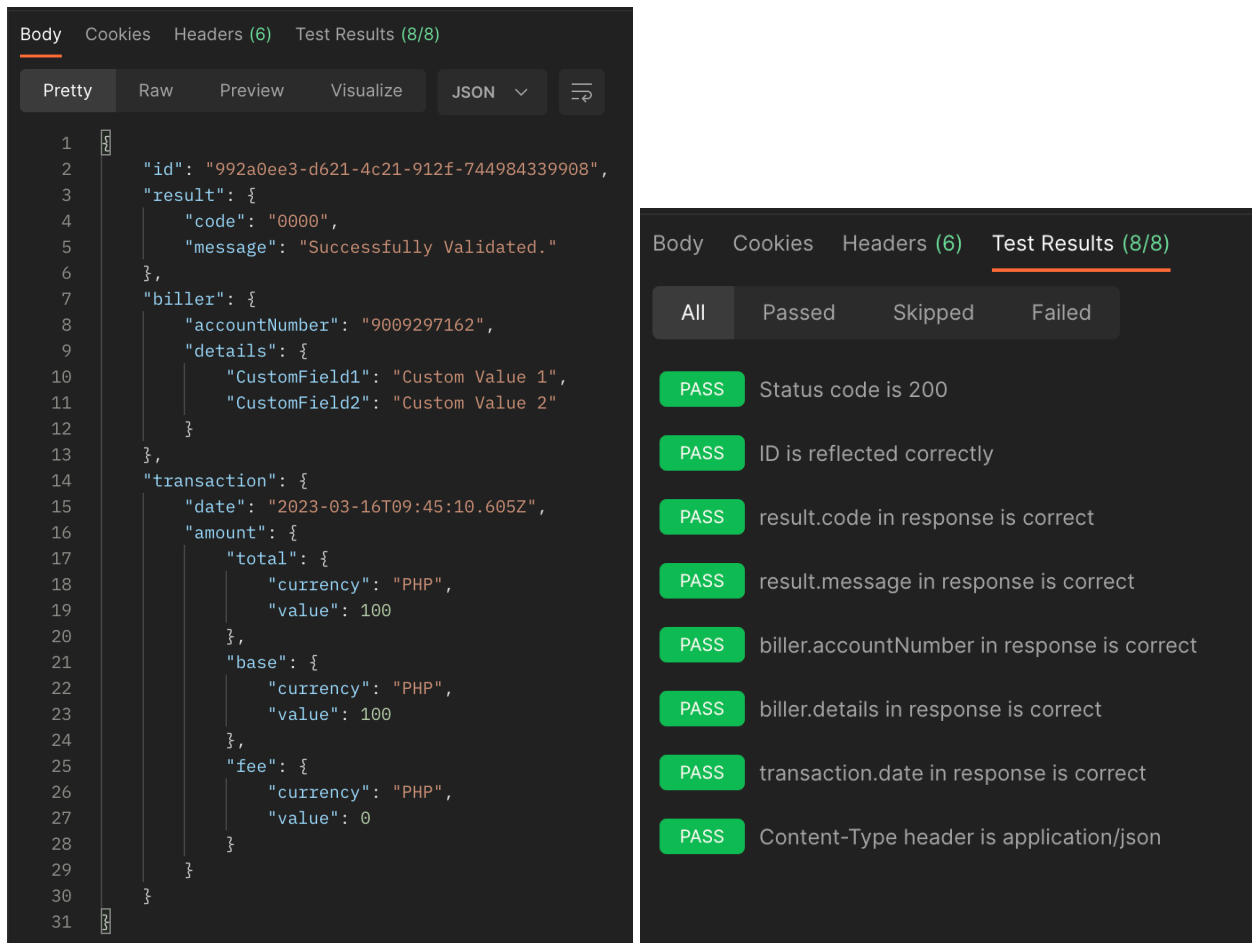 Body Cookies Headers (6) Test Results (8/8)
Pretty Raw Preview Visualize JSON
1 {
2 "id": "992a0ee3-d621-4c21-912f-744984339908",
3 "result": {
4 "code": "0000",
5 "message": "Successfully Validated."
6 },
7 "biller": {
8 "accountNumber": "9009297162",
9 "details": {
10 "CustomField1": "Custom Value 1",
11 "CustomField2": "Custom Value 2"
12 }
13 },
14 "transaction": {
15 "date": "2023-03-16T09:45:10.605Z",
16 "amount": {
17 "total": {
18 "currency": "PHP",
19 "value": 100
20 },
21 "base": {
22 "currency": "PHP",
23 "value": 100
24 },
25 "fee": {
26 "currency": "PHP",
27 "value": 0
28 }
29 }
30 }
31 }
Body Cookies Headers (6) Test Results (8/8)
All Passed Skipped Failed
PASS Status code is 200
PASS ID is reflected correctly
PASS result.code in response is correct
PASS result.message in response is correct
PASS biller.accountNumber in response is correct
PASS biller.details in response is correct
PASS transaction.date in response is correct
PASS Content-Type header is application/json